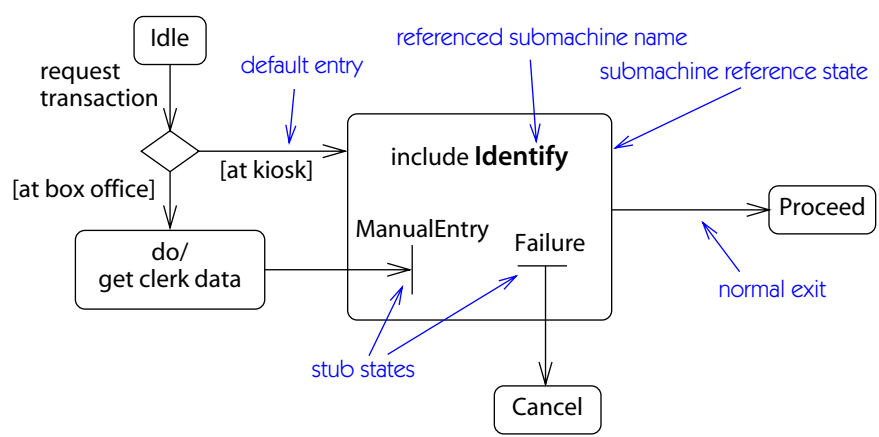 Idle
referenced submachine name
request
transaction
default entry
submachine reference state
include Identify
[at kiosk]
[at box office]
ManualEntry
Failure
Proceed
do/
get clerk data
normal exit
stub states
Cancel